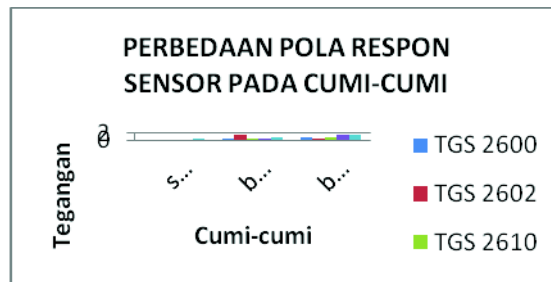 PERBEDAAN POLA RESPON
SENSOR PADA CUMI-CUMI
Tegangan
2
0
s...
b...
b...
Cumi-cumi
TGS 2600
TGS 2602
TGS 2610